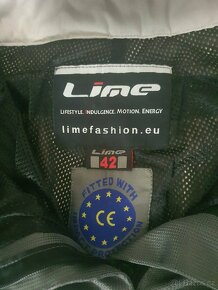 Lime
LIFESTYLE. INDULGENCE. MOTION. ENERGY
limefashion.eu
Lime
42
FITTED WITH
CE